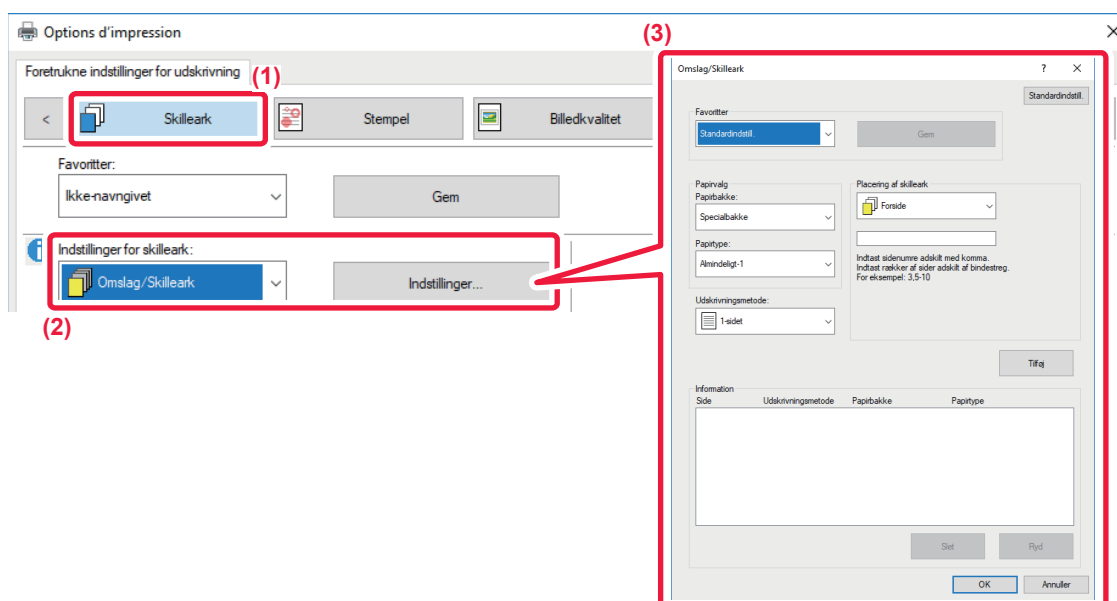 Options d'impression
Foretrukne indstillinger for udskrivning
(1)
<
Skilleark
Stempel
Billedkvalitet
Favoritter:
Ikke-navngivet
Gem
Indstillinger for skilleark:
Omslag/Skilleark
Indstillinger...
(2)
(3)
Omslag/Skilleark
?
Standardindstill.
Favoritter
Standardindstill.
Gem
Papirvalg
Papirbakke:
Specialbakke
Papirtype:
Almindeligt-1
Udskrivningsmetode:
1-sidet
Placering af skilleark
Forside
Indtast sidenumre adskilt med komma.
Indtast rækker af sider adskilt af bindestreg.
For eksempel: 3,5-10
Tilføj
Information
Side Udskrivningsmetode Papirbakke Papirtype
Slet
Ryd
OK
Annuller